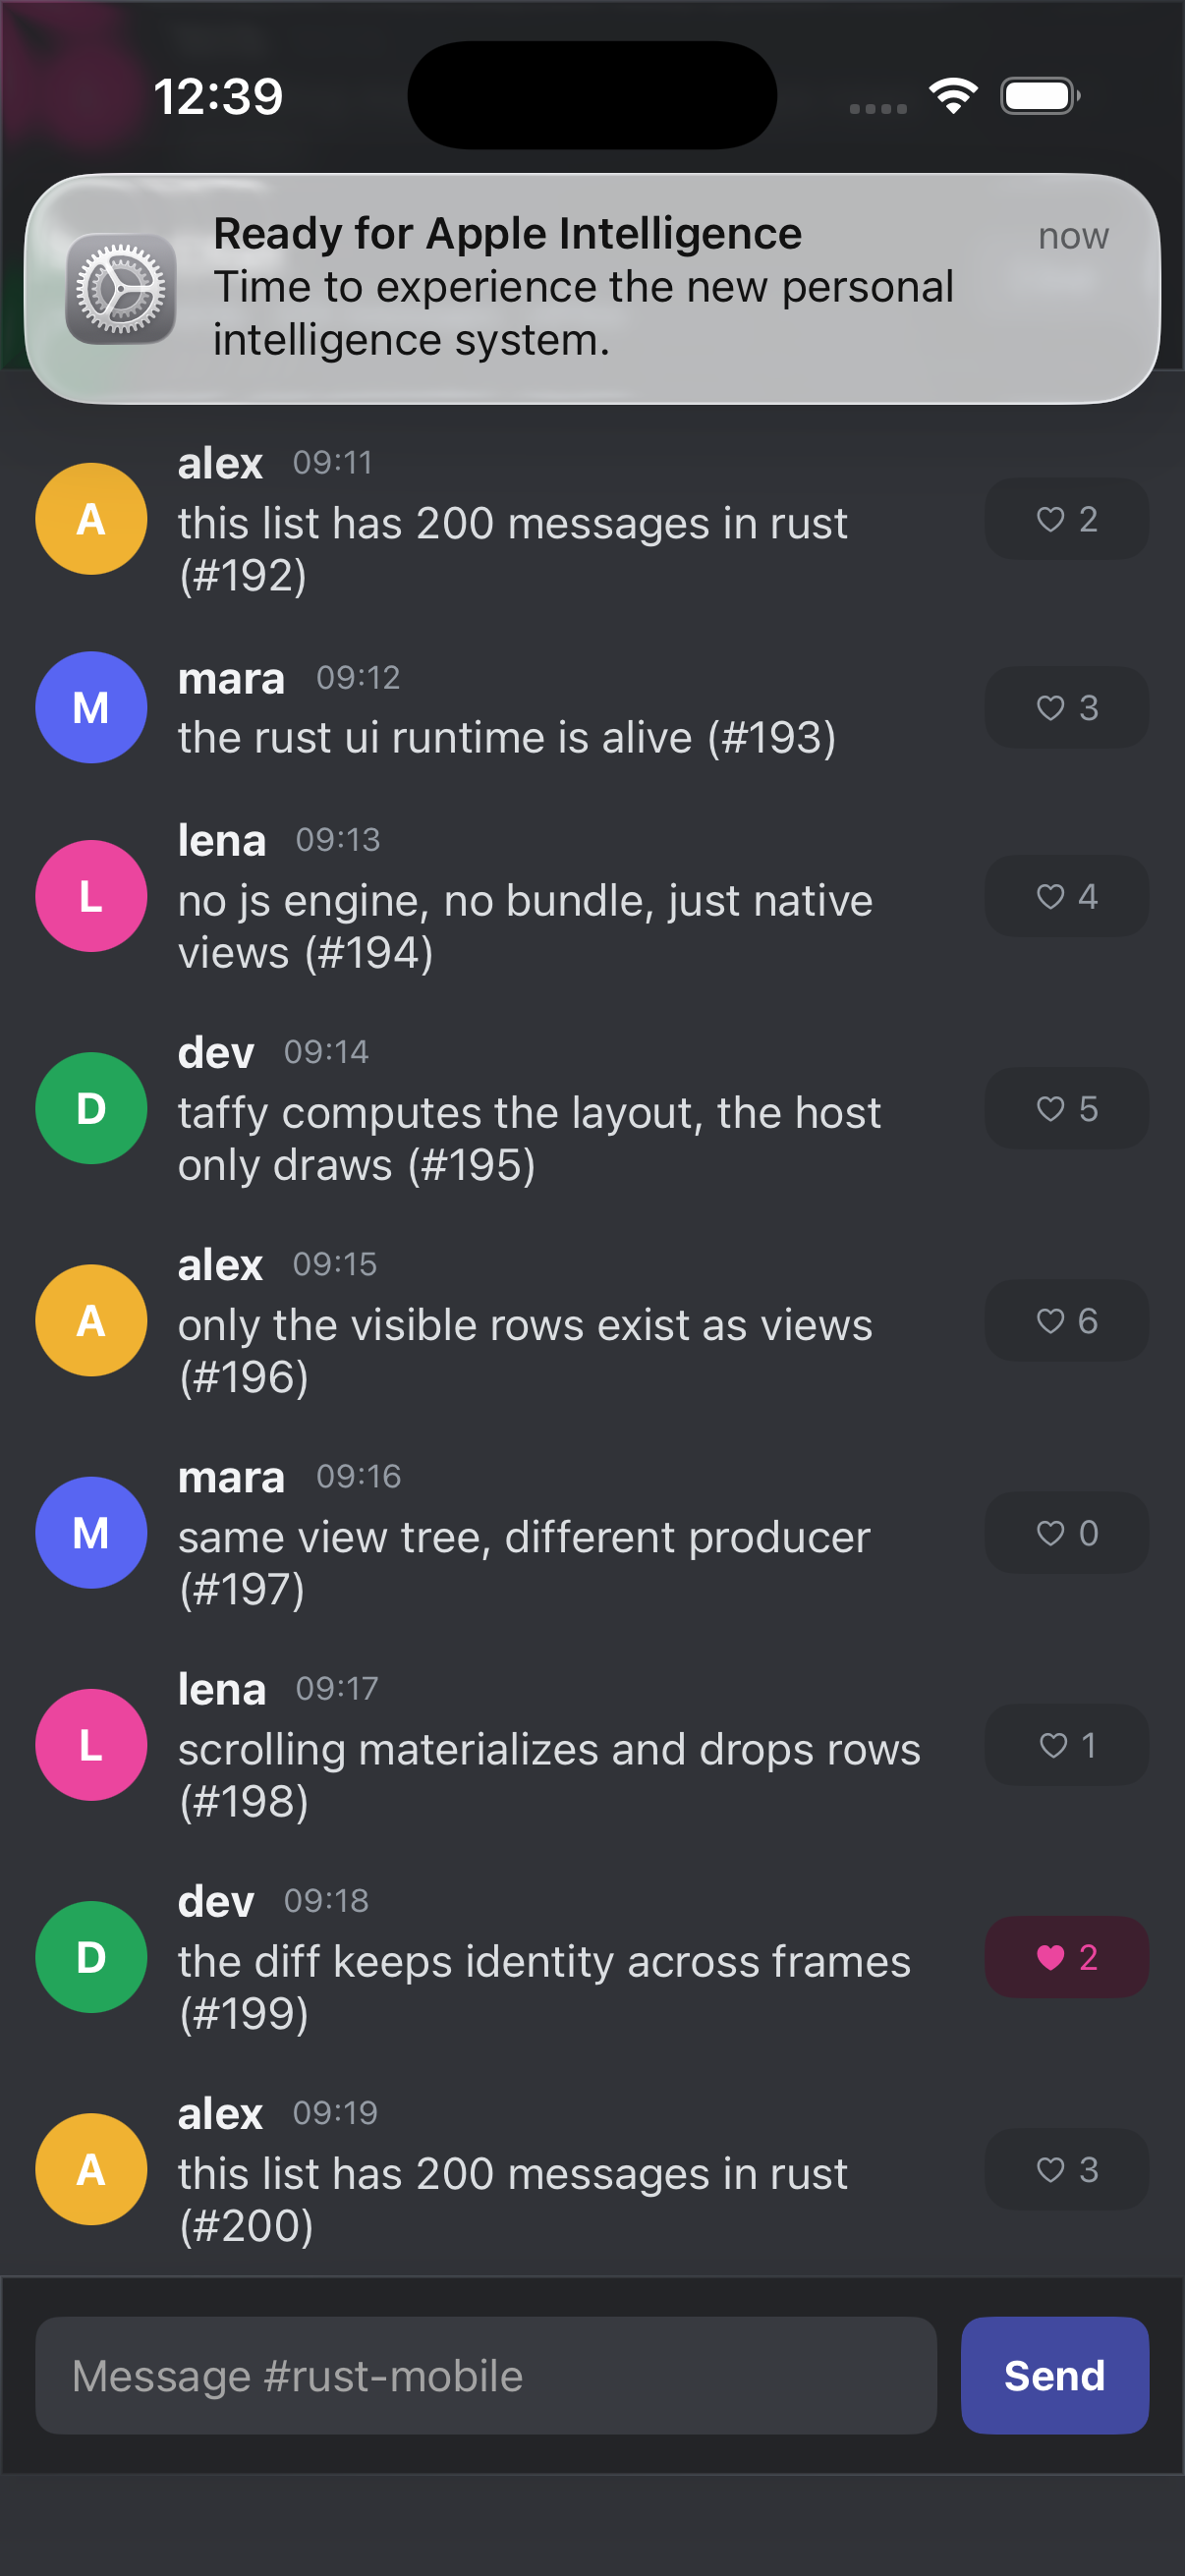 12:39
Ready for Apple Intelligence
now
Time to experience the new personal
intelligence system.
alex 09:11
A
this list has 200 messages in rust
(#192)
2
mara 09:12
M
the rust ui runtime is alive (#193)
3
lena 09:13
L
no js engine, no bundle, just native
views (#194)
4
dev 09:14
D
taffy computes the layout, the host
only draws (#195)
5
alex 09:15
A
only the visible rows exist as views
(#196)
6
mara 09:16
M
same view tree, different producer
(#197)
0
lena 09:17
L
scrolling materializes and drops rows
(#198)
1
dev 09:18
D
the diff keeps identity across frames
(#199)
2
alex 09:19
A
this list has 200 messages in rust
(#200)
3
Message #rust-mobile
Send